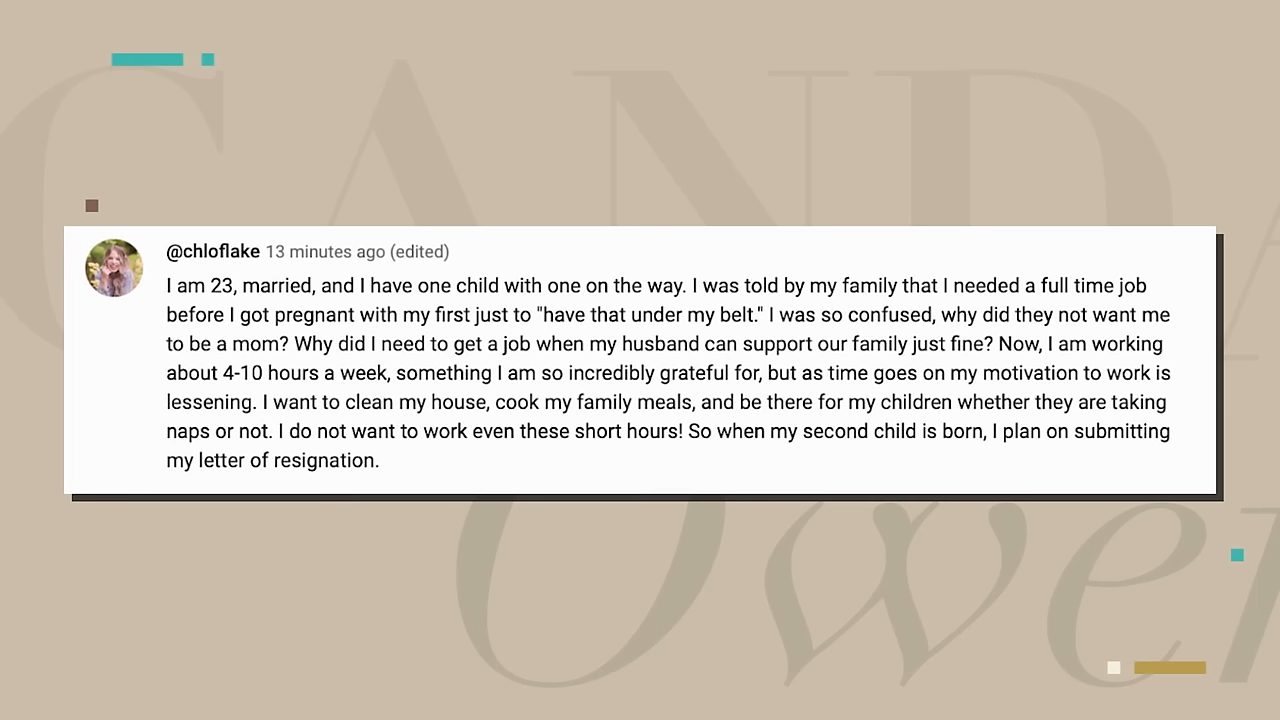 CANDA
@chloflake 13 minutes ago (edited)
I am 23, married, and I have one child with one on the way. I was told by my family that I needed a full time job
before I got pregnant with my first just to "have that under my belt." I was so confused, why did they not want me
to be a mom? Why did I need to get a job when my husband can support our family just fine? Now, I am working
about 4-10 hours a week, something I am so incredibly grateful for, but as time goes on my motivation to work is
lessening. I want to clean my house, cook my family meals, and be there for my children whether they are taking
naps or not. I do not want to work even these short hours! So when my second child is born, I plan on submitting
my letter of resignation.
Ower